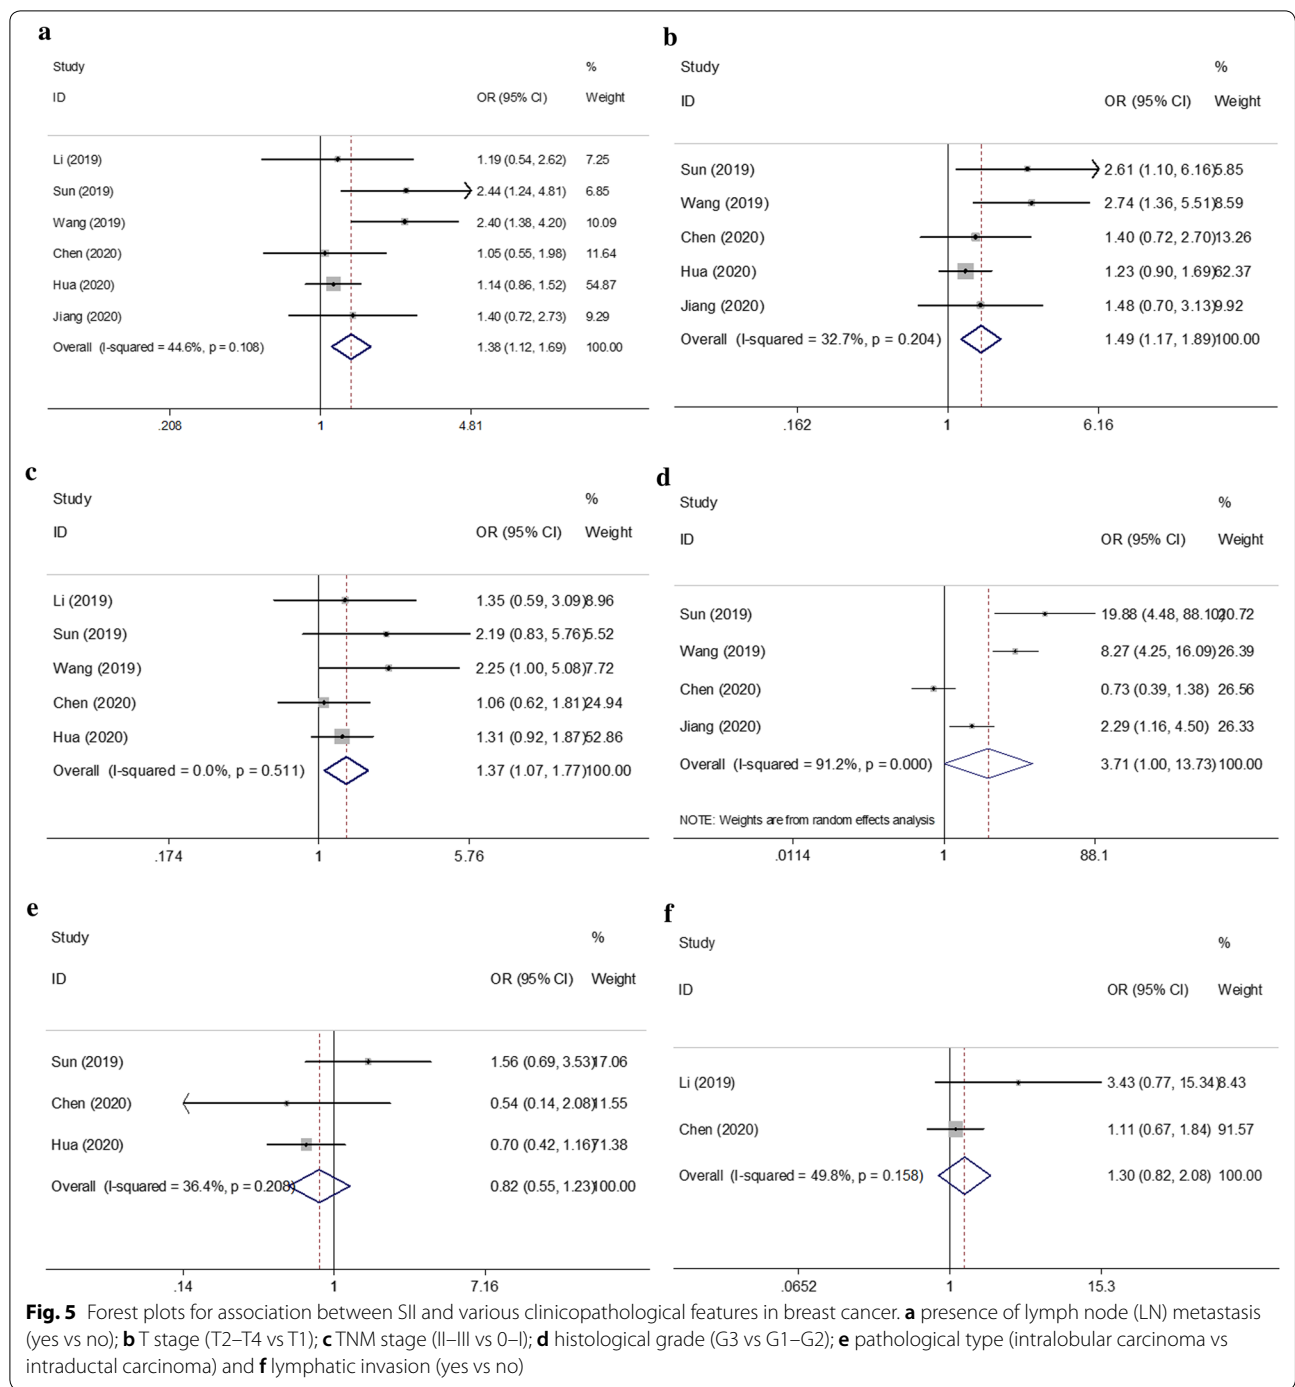 a
Study %
ID OR (95% CI) Weight
Li (2019) 1.19 (0.54, 2.62) 7.25
Sun (2019) 2.44 (1.24, 4.81) 6.85
Wang (2019) 2.40 (1.38, 4.20) 10.09
Chen (2020) 1.05 (0.55, 1.98) 11.64
Hua (2020) 1.14 (0.86, 1.52) 54.87
Jiang (2020) 1.40 (0.72, 2.73) 9.29
Overall (I-squared = 44.6%, p = 0.108) 1.38 (1.12, 1.69) 100.00
.208 1 4.81
b
Study %
ID OR (95% CI) Weight
Sun (2019) 2.61 (1.10, 6.16) 5.85
Wang (2019) 2.74 (1.36, 5.51) 8.59
Chen (2020) 1.40 (0.72, 2.70) 13.26
Hua (2020) 1.23 (0.90, 1.69) 62.37
Jiang (2020) 1.48 (0.70, 3.13) 9.92
Overall (I-squared = 32.7%, p = 0.204) 1.49 (1.17, 1.89) 100.00
.162 1 6.16
c
Study %
ID OR (95% CI) Weight
Li (2019) 1.35 (0.59, 3.09) 8.96
Sun (2019) 2.19 (0.83, 5.76) 5.52
Wang (2019) 2.25 (1.00, 5.08) 7.72
Chen (2020) 1.06 (0.62, 1.81) 24.94
Hua (2020) 1.31 (0.92, 1.87) 52.86
Overall (I-squared = 0.0%, p = 0.511) 1.37 (1.07, 1.77) 100.00
.174 1 5.76
d
Study %
ID OR (95% CI) Weight
Sun (2019) 19.88 (4.48, 88.10) 20.72
Wang (2019) 8.27 (4.25, 16.09) 26.39
Chen (2020) 0.73 (0.39, 1.38) 26.56
Jiang (2020) 2.29 (1.16, 4.50) 26.33
Overall (I-squared = 91.2%, p = 0.000) 3.71 (1.00, 13.73) 100.00
NOTE: Weights are from random effects analysis
.0114 1 88.1
e
Study %
ID OR (95% CI) Weight
Sun (2019) 1.56 (0.69, 3.53) 17.06
Chen (2020) 0.54 (0.14, 2.08) 11.55
Hua (2020) 0.70 (0.42, 1.16) 71.38
Overall (I-squared = 36.4%, p = 0.208) 0.82 (0.55, 1.23) 100.00
.14 1 7.16
f
Study %
ID OR (95% CI) Weight
Li (2019) 3.43 (0.77, 15.34) 8.43
Chen (2020) 1.11 (0.67, 1.84) 91.57
Overall (I-squared = 49.8%, p = 0.158) 1.30 (0.82, 2.08) 100.00
.0652 1 15.3
Fig. 5 Forest plots for association between SII and various clinicopathological features in breast cancer. a presence of lymph node (LN) metastasis
(yes vs no); b T stage (T2–T4 vs T1); c TNM stage (II–III vs 0–I); d histological grade (G3 vs G1–G2); e pathological type (intralobular carcinoma vs
intraductal carcinoma) and f lymphatic invasion (yes vs no)